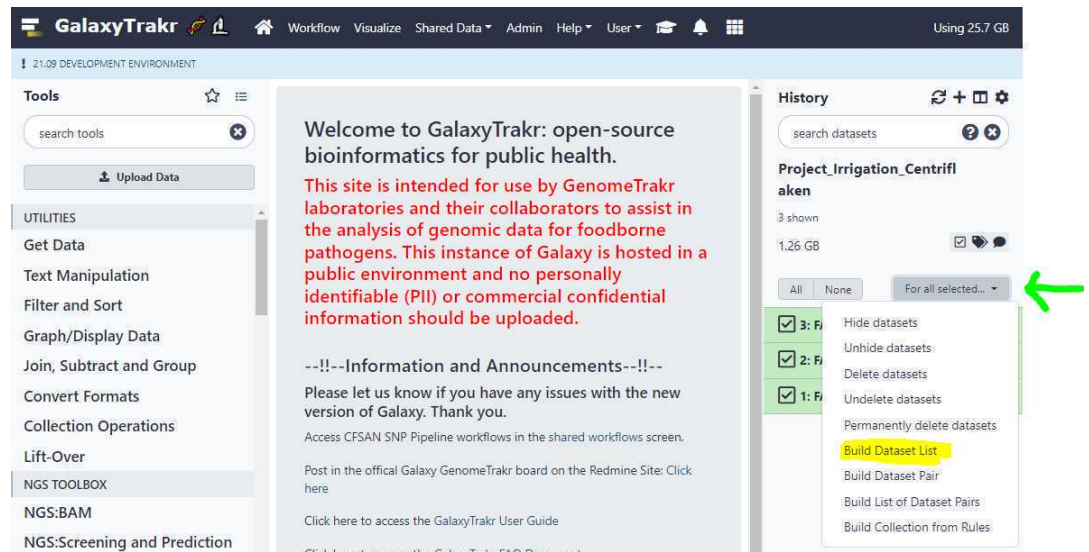 GalaxyTrakr
Workflow Visualize Shared Data Admin Help User
Using 25.7 GB
! 21.09 DEVELOPMENT ENVIRONMENT
Tools
search tools
Upload Data
UTILITIES
Get Data
Text Manipulation
Filter and Sort
Graph/Display Data
Join, Subtract and Group
Convert Formats
Collection Operations
Lift-Over
NGS TOOLBOX
NGS:BAM
NGS:Screening and Prediction
Welcome to GalaxyTrakr: open-source
bioinformatics for public health.
This site is intended for use by GenomeTrakr
laboratories and their collaborators to assist in
the analysis of genomic data for foodborne
pathogens. This instance of Galaxy is hosted in a
public environment and no personally
identifiable (PII) or commercial confidential
information should be uploaded.
--!!--Information and Announcements--!!--
Please let us know if you have any issues with the new
version of Galaxy. Thank you.
Access CFSAN SNP Pipeline workflows in the shared workflows screen.
Post in the offical Galaxy GenomeTrakr board on the Redmine Site: Click
here
Click here to access the GalaxyTrakr User Guide
History
search datasets
Project_Irrigation_Centrifl
aken
3 shown
1.26 GB
All None For all selected...
3: FA
2: FA
1: FA
Hide datasets
Unhide datasets
Delete datasets
Undelete datasets
Permanently delete datasets
Build Dataset List
Build Dataset Pair
Build List of Dataset Pairs
Build Collection from Rules